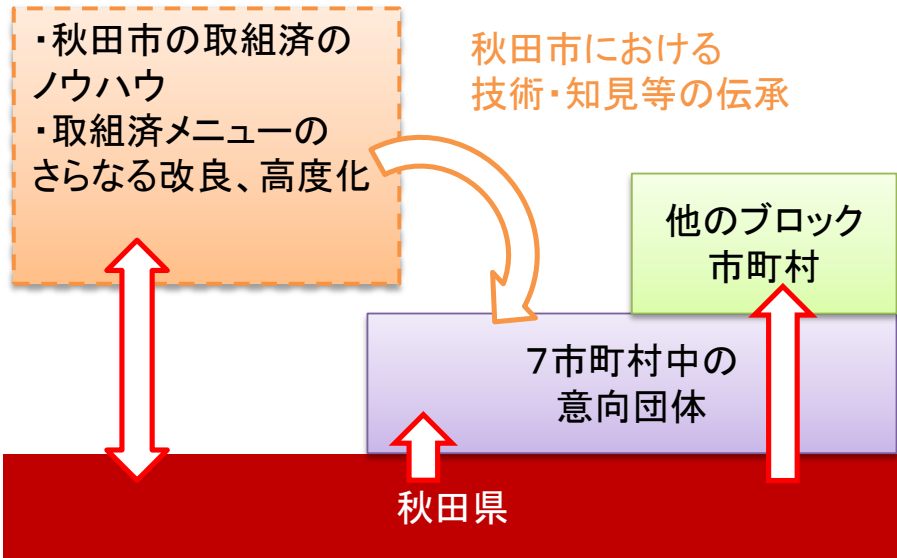 ・秋田市の取組済の
ノウハウ
・取組済メニューの
さらなる改良、高度化
秋田市における
技術・知見等の伝承
他のブロック
市町村
7市町村中の
意向団体
秋田県